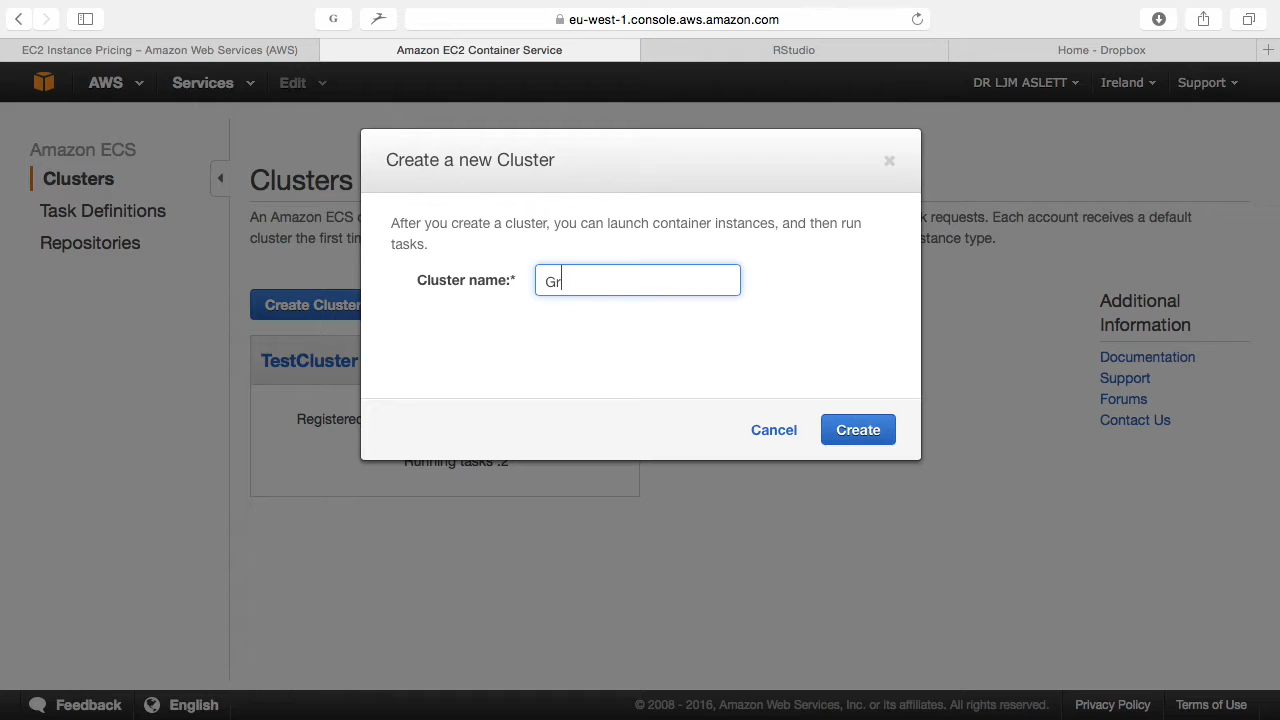 G
eu-west-1.console.aws.amazon.com
EC2 Instance Pricing – Amazon Web Services (AWS)
Amazon EC2 Container Service
RStudio
Home - Dropbox
AWS
Services
Edit
DR LJM ASLETT
Ireland
Support
Amazon ECS
Clusters
Task Definitions
Repositories
Clusters
An Amazon ECS
k requests. Each account receives a default
cluster the first
stance type.
Create a new Cluster
After you create a cluster, you can launch container instances, and then run
tasks.
Cluster name:*
Gr
Cancel
Create
Create Cluster
TestCluster
Registered
Running tasks :2
Additional
Information
Documentation
Support
Forums
Contact Us
Feedback
English
© 2008 - 2016, Amazon Web Services, Inc. or its affiliates. All rights reserved.
Privacy Policy
Terms of Use